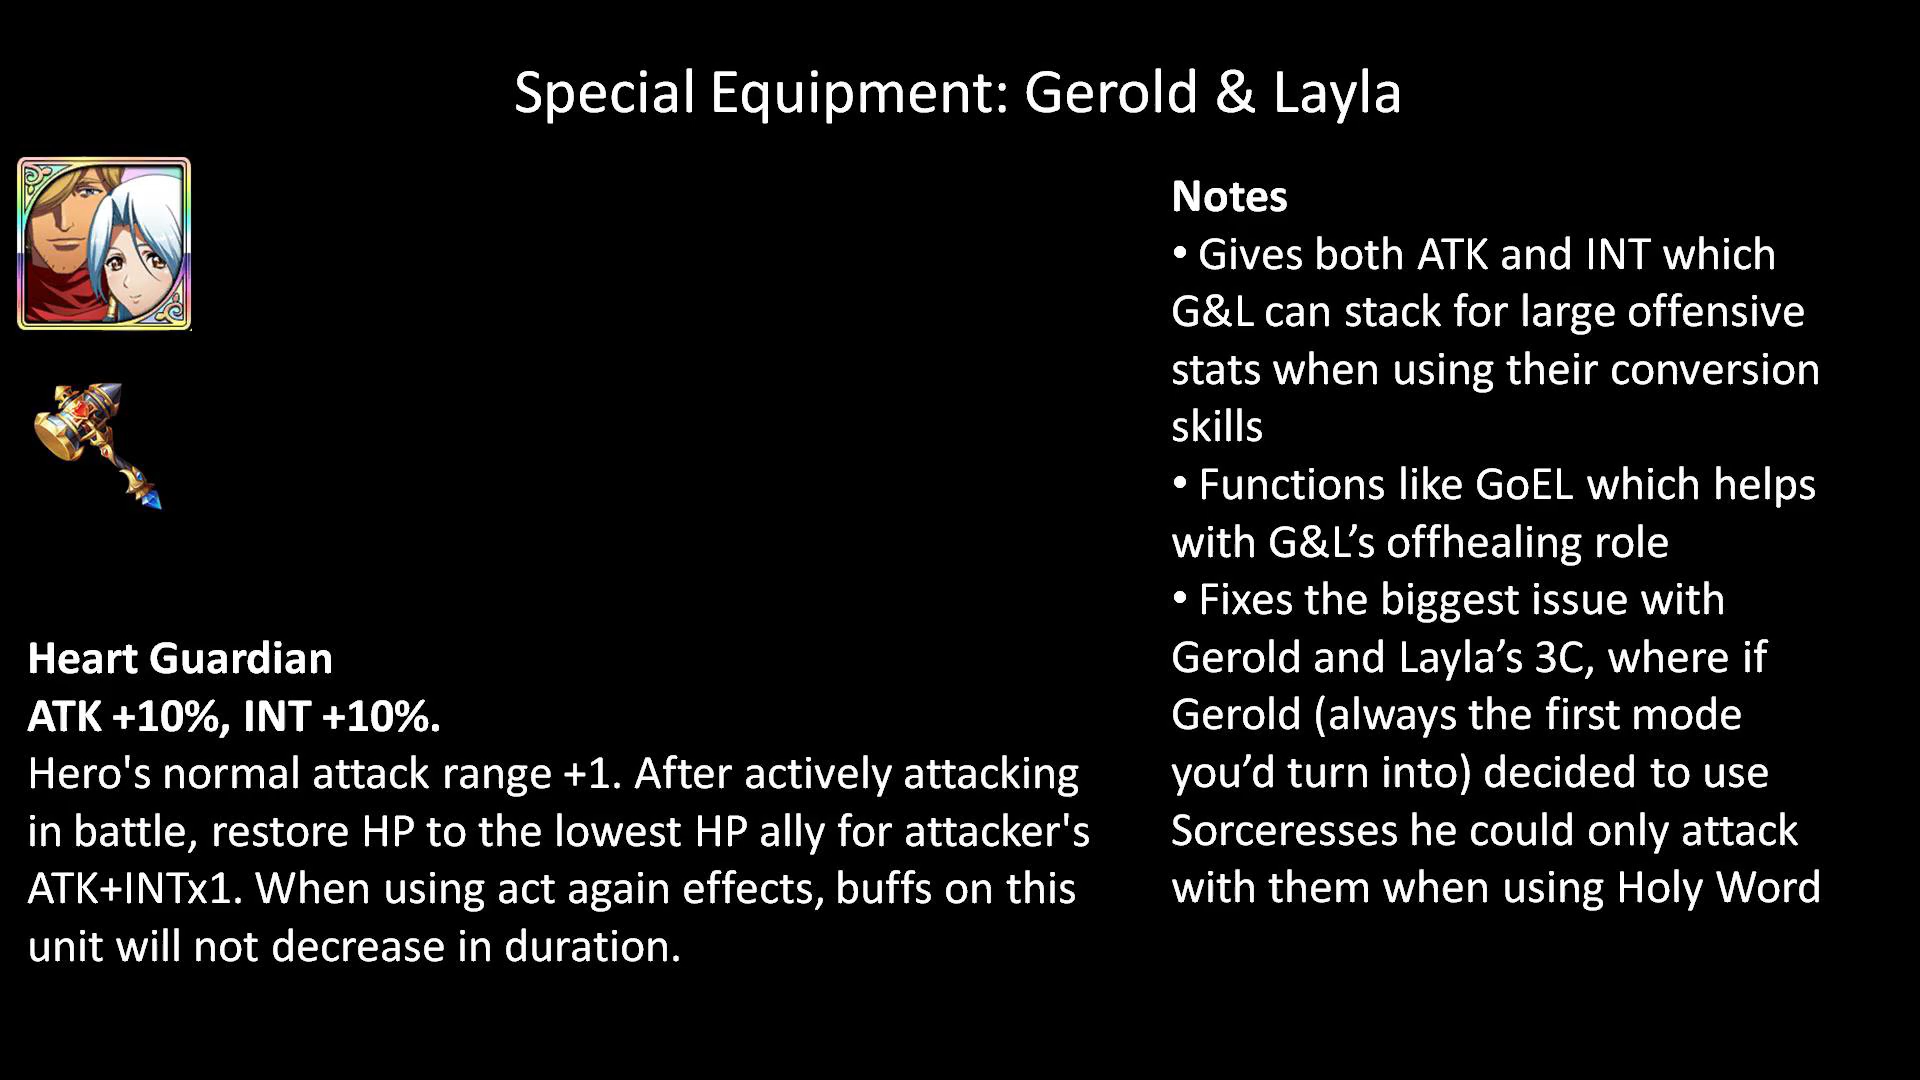 Special Equipment: Gerold & Layla
Heart Guardian
ATK +10%, INT +10%.
Hero's normal attack range +1. After actively attacking
in battle, restore HP to the lowest HP ally for attacker's
ATK+INTx1. When using act again effects, buffs on this
unit will not decrease in duration.
Notes
• Gives both ATK and INT which
G&L can stack for large offensive
stats when using their conversion
skills
• Functions like GoEL which helps
with G&L’s offhealing role
• Fixes the biggest issue with
Gerold and Layla’s 3C, where if
Gerold (always the first mode
you’d turn into) decided to use
Sorceresses he could only attack
with them when using Holy Word